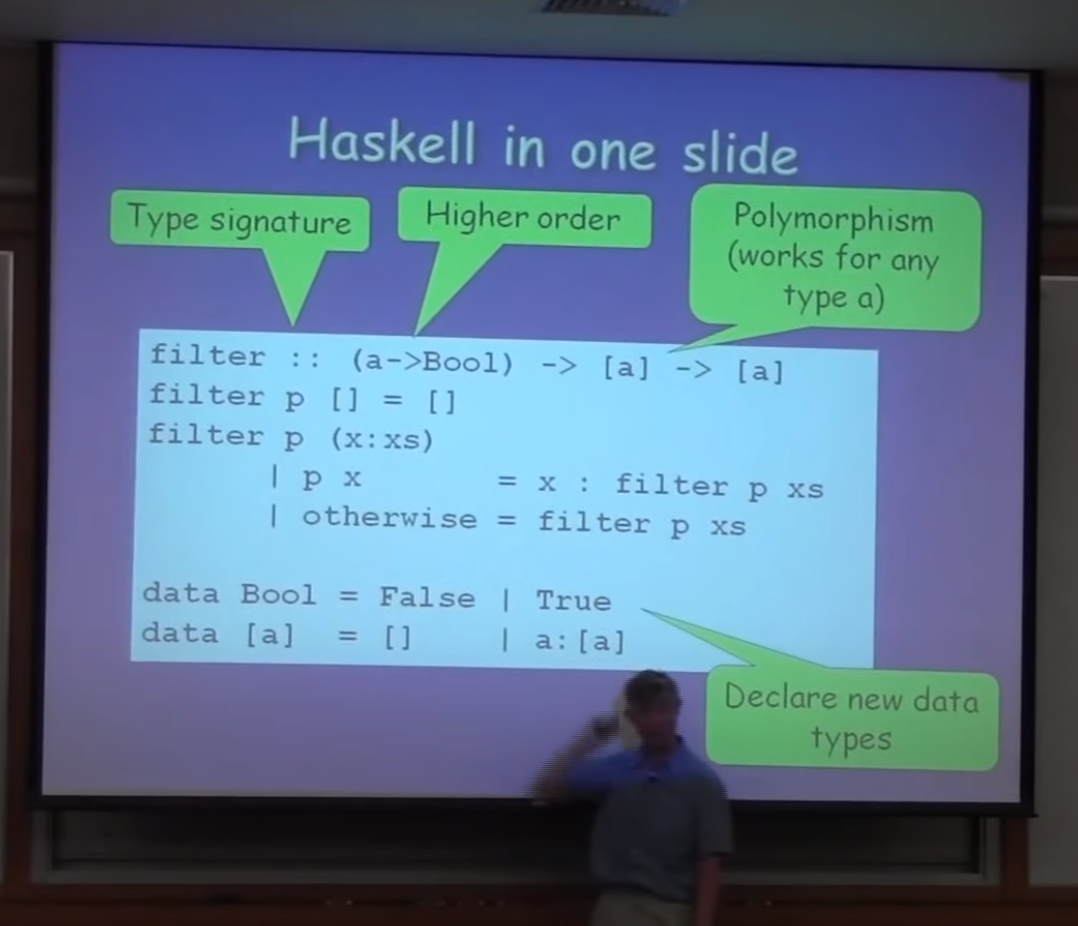 Haskell in one slide
Type signature
Higher order
Polymorphism
(works for any
type a)
filter :: (a->Bool) -> [a] -> [a]
filter p [] = []
filter p (x:xs)
| p x = x : filter p xs
| otherwise = filter p xs
data Bool = False | True
data [a] = [] | a:[a]
Declare new data
types